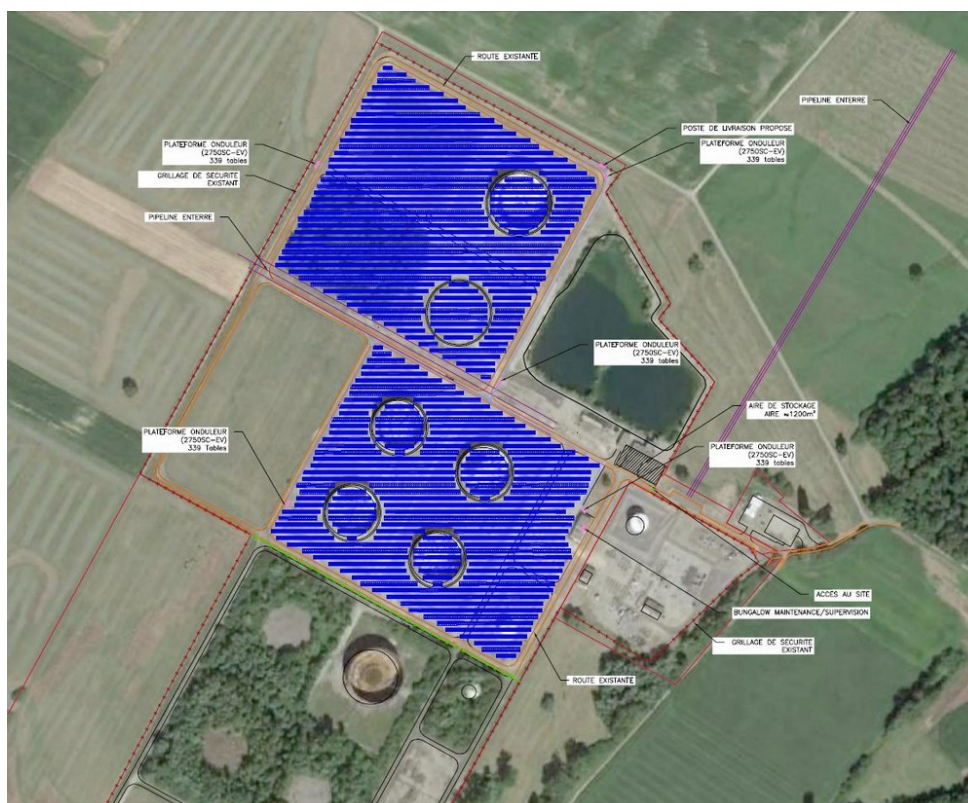 ROUTE EXISTANTE
PIPELINE ENTERRE
POSTE DE LIVRAISON PROPOSE
PLATEFORME ONDULEUR
(2750SC-EV)
339 tables
PLATEFORME ONDULEUR
(2750SC-EV)
339 tables
GRILLAGE DE SECURITE
EXISTANT
PIPELINE ENTERRE
PLATEFORME ONDULEUR
(2750SC-EV)
339 tables
AIRE DE STOCKAGE
AIRE ≈1200m²
PLATEFORME ONDULEUR
(2750SC-EV)
339 Tables
PLATEFORME ONDULEUR
(2750SC-EV)
339 tables
ACCES AU SITE
BUNGALOW MAINTENANCE/SUPERVISION
GRILLAGE DE SECURITE
EXISTANT
ROUTE EXISTANTE